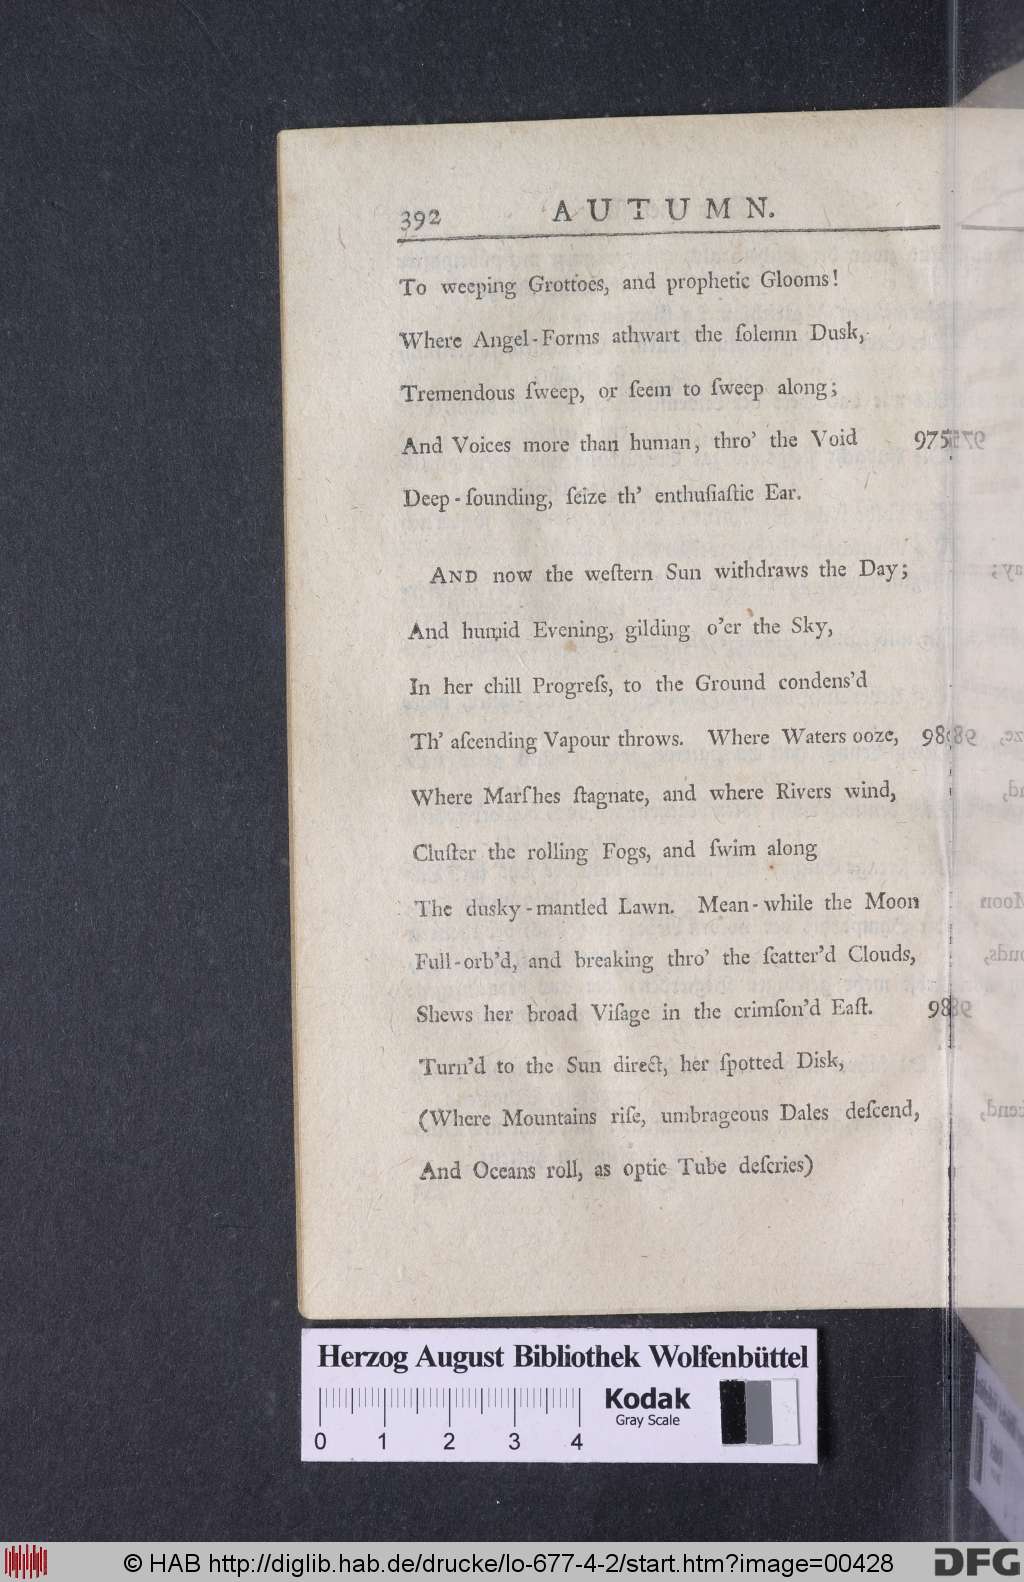 392 AUTUMN.
To weeping Grottoes, and prophetic Glooms!
Where Angel-Forms athwart the ſolemn Dusk,
Tremendous ſweep, or ſeem to ſweep along;
And Voices more than human, thro' the Void 975
Deep-ſounding, ſeize th' enthuſiaſtic Ear.
AND now the weſtern Sun withdraws the Day;
And humid Evening, gilding o'er the Sky,
In her chill Progreſs, to the Ground condens'd
Th' aſcending Vapour throws. Where Waters ooze, 98
Where Marſhes ſtagnate, and where Rivers wind,
Cluſter the rolling Fogs, and ſwim along
The dusky-mantled Lawn. Mean-while the Moon
Full-orb'd, and breaking thro' the ſcatter'd Clouds,
Shews her broad Viſage in the crimſon'd Eaſt. 98
Turn'd to the Sun direct, her ſpotted Disk,
(Where Mountains riſe, umbrageous Dales deſcend,
And Oceans roll, as optic Tube deſcries)
Herzog August Bibliothek Wolfenbüttel
Kodak
Gray Scale
0 1 2 3 4
© HAB http://diglib.hab.de/drucke/lo-677-4-2/start.htm?image=00428
DFG